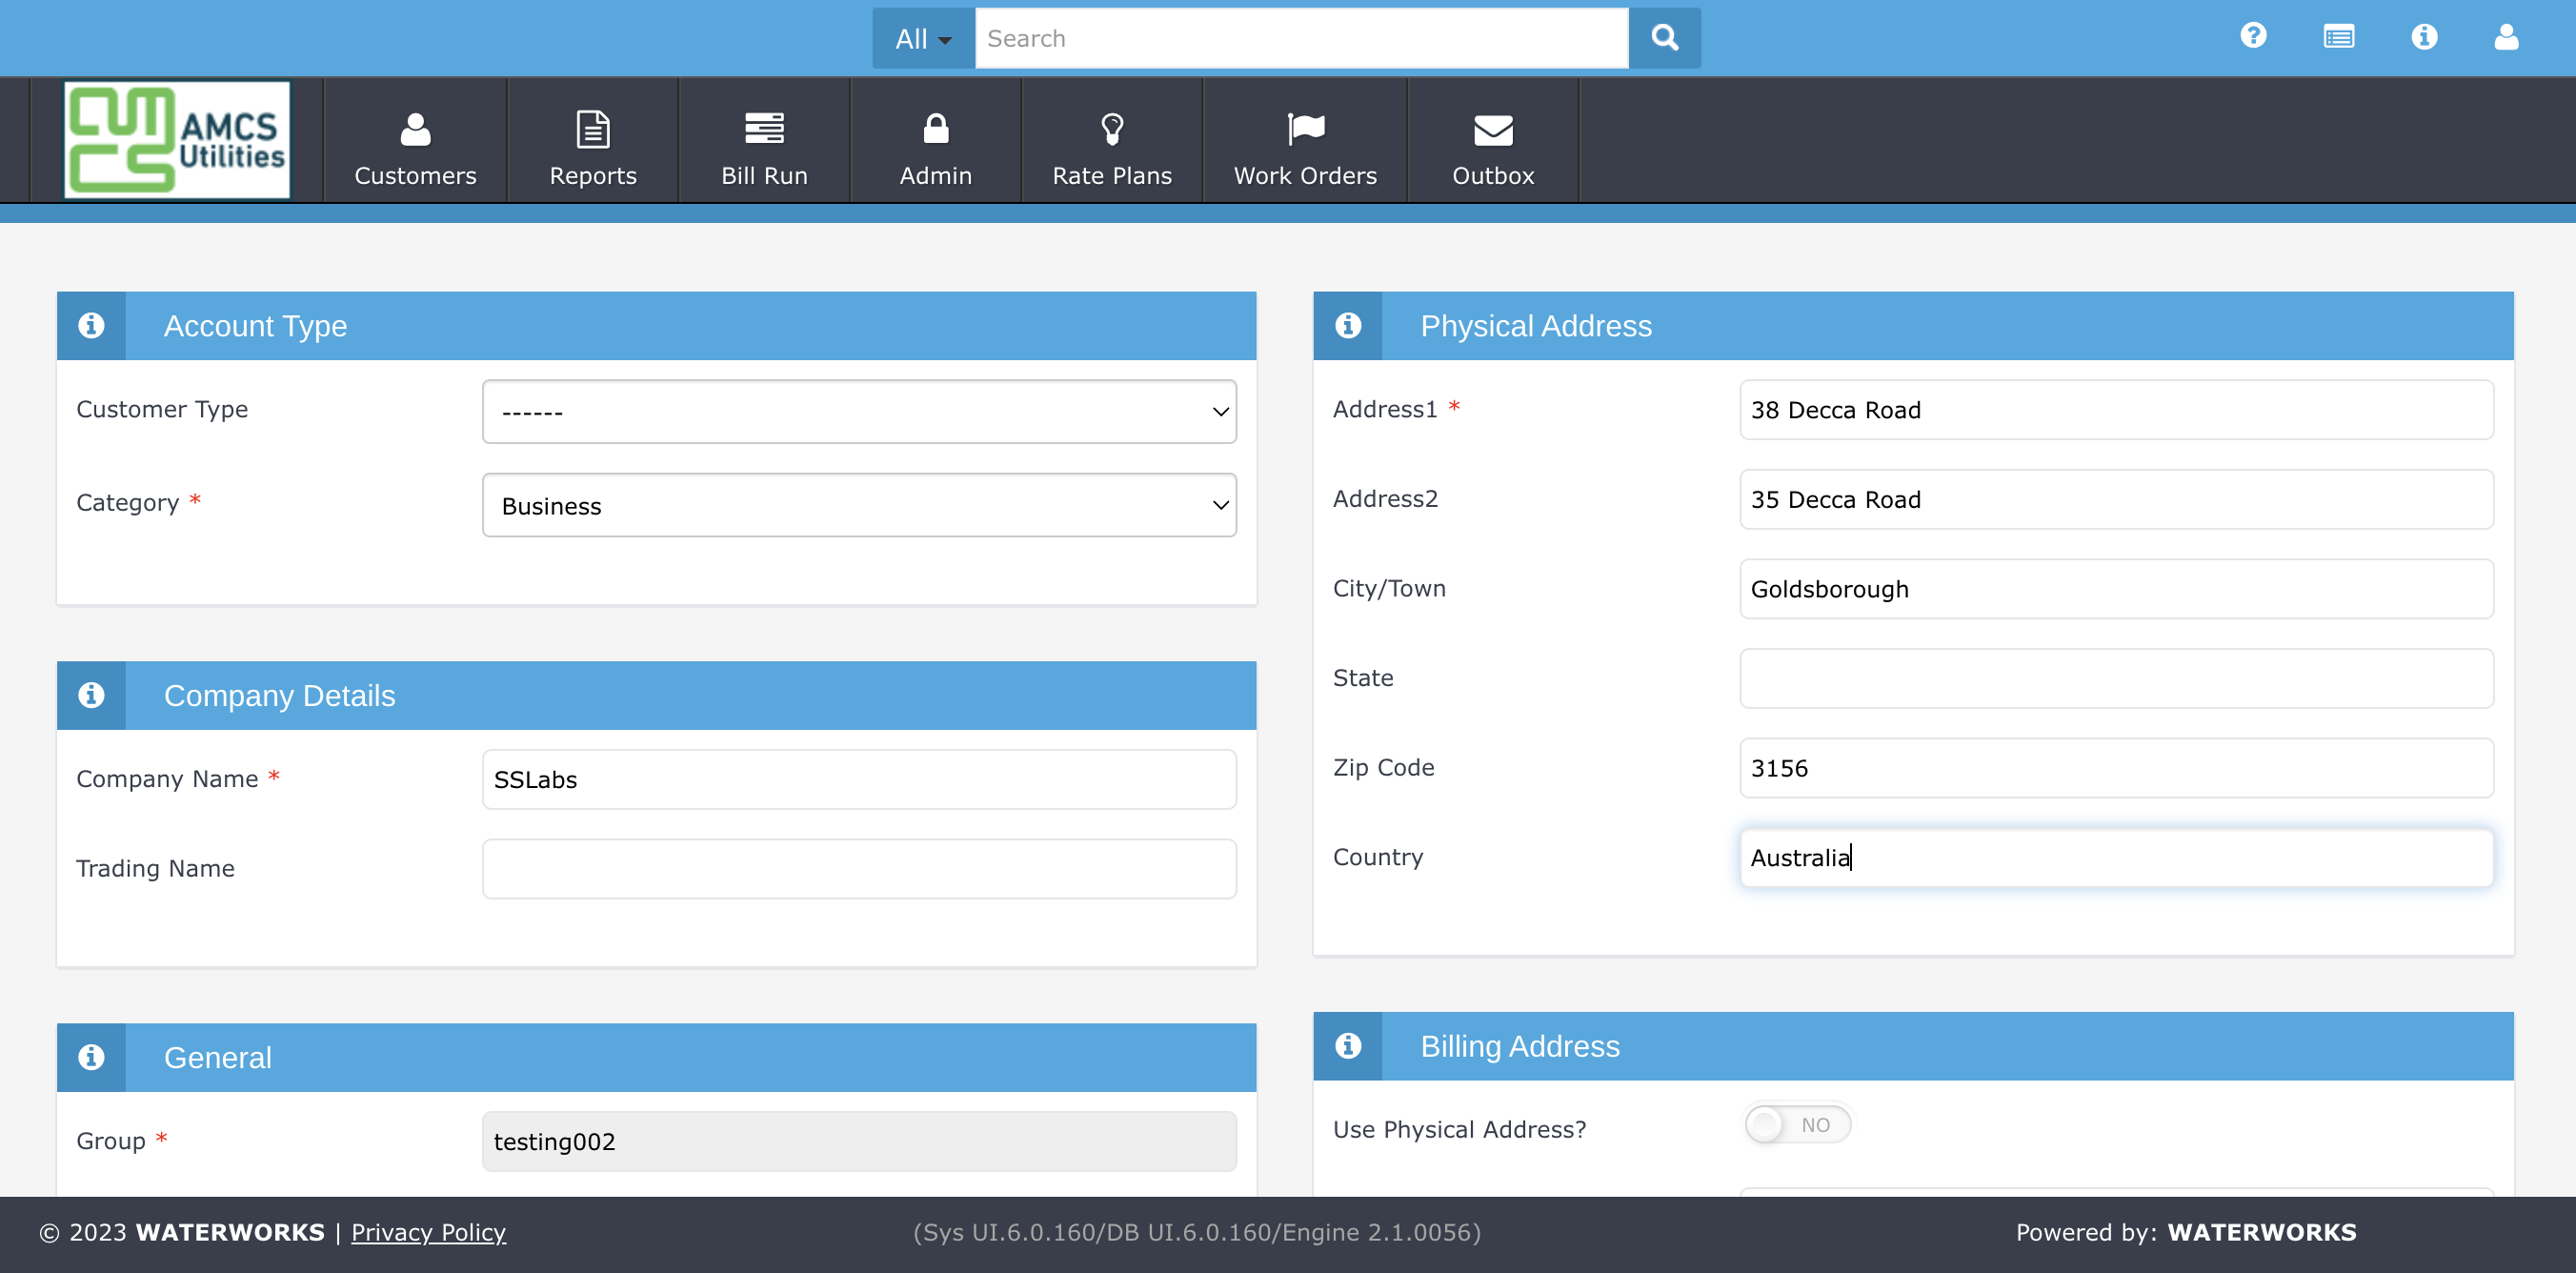 All
Search
AMCS
Utilities
Customers
Reports
Bill Run
Admin
Rate Plans
Work Orders
Outbox
Account Type
Customer Type
------
Category *
Business
Company Details
Company Name *
SSLabs
Trading Name
General
Group *
testing002
Physical Address
Address1 *
38 Decca Road
Address2
35 Decca Road
City/Town
Goldsborough
State
Zip Code
3156
Country
Australia
Billing Address
Use Physical Address?
NO
© 2023 WATERWORKS | Privacy Policy
(Sys UI.6.0.160/DB UI.6.0.160/Engine 2.1.0056)
Powered by: WATERWORKS